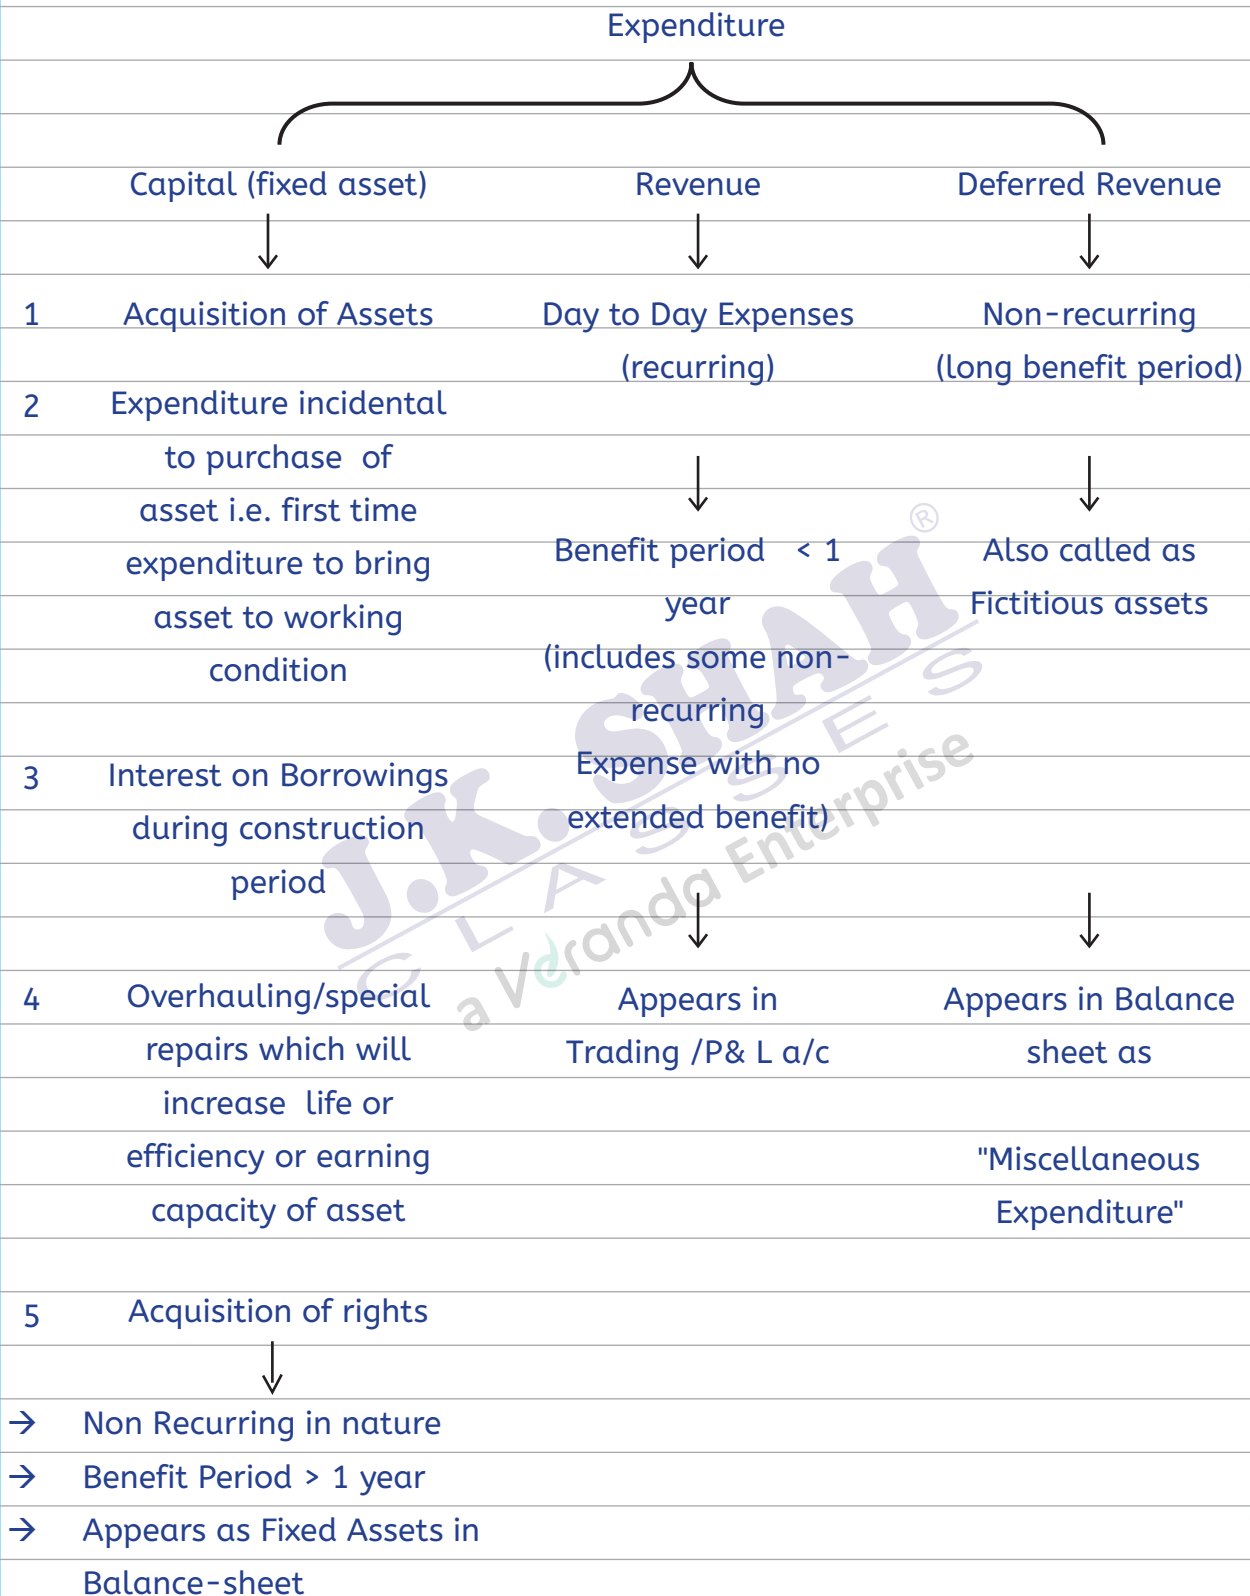 Expenditure
Capital (fixed asset)
Revenue
Deferred Revenue
1
Acquisition of Assets
Day to Day Expenses
(recurring)
Non-recurring
(long benefit period)
2
Expenditure incidental
to purchase of
asset i.e. first time
expenditure to bring
asset to working
condition
Benefit period < 1
year
(includes some non-
recurring
Expense with no
extended benefit)
Also called as
Fictitious assets
3
Interest on Borrowings
during construction
period
4
Overhauling/special
repairs which will
increase life or
efficiency or earning
capacity of asset
Appears in
Trading /P& L a/c
Appears in Balance
sheet as
"Miscellaneous
Expenditure"
5
Acquisition of rights
→ Non Recurring in nature
→ Benefit Period > 1 year
→ Appears as Fixed Assets in
Balance-sheet
J.K. SHAH ®
CLASSES
a Veranda Enterprise